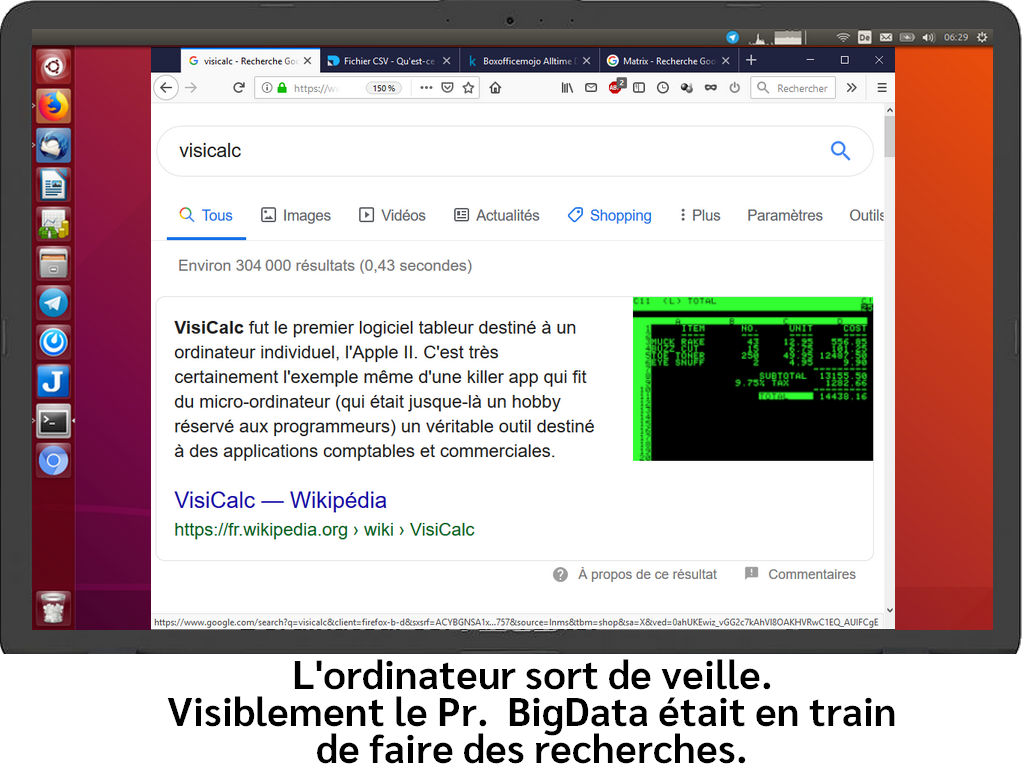 De 06:29
visicalc - Recherche Goo
Fichier CSV - Qu'est-ce
Boxofficemojo Alltime D
Matrix - Recherche Goo
https://w
150 %
ABP 2
Rechercher
visicalc
Tous Images Vidéos Actualités Shopping Plus Paramètres Outils
Environ 304 000 résultats (0,43 secondes)
VisiCalc fut le premier logiciel tableur destiné à un
ordinateur individuel, l'Apple II. C'est très
certainement l'exemple même d'une killer app qui fit
du micro-ordinateur (qui était jusque-là un hobby
réservé aux programmeurs) un véritable outil destiné
à des applications comptables et commerciales.
C11 (L) TOTAL
A B C D
ITEM NO. UNIT COST
MUCK RAKE 43 12.95 556.85
BUZZ CUT 15 6.75 101.25
TOE TONER 250 49.95 12487.50
EYE SNUFF 2 4.95 9.90
SUBTOTAL 13155.50
9.75% TAX 1282.66
TOTAL 14438.16
VisiCalc — Wikipédia
https://fr.wikipedia.org › wiki › VisiCalc
À propos de ce résultat Commentaires
https://www.google.com/search?q=visicalc&client=firefox-b-d&sxsrf=ACYBGNSA1x...757&source=lnms&tbm=shop&sa=X&ved=0ahUKEwiz_vGG2c7kAhVI8OAKHVRwC1EQ_AUIFCgE
L'ordinateur sort de veille.
Visiblement le Pr. BigData était en train
de faire des recherches.